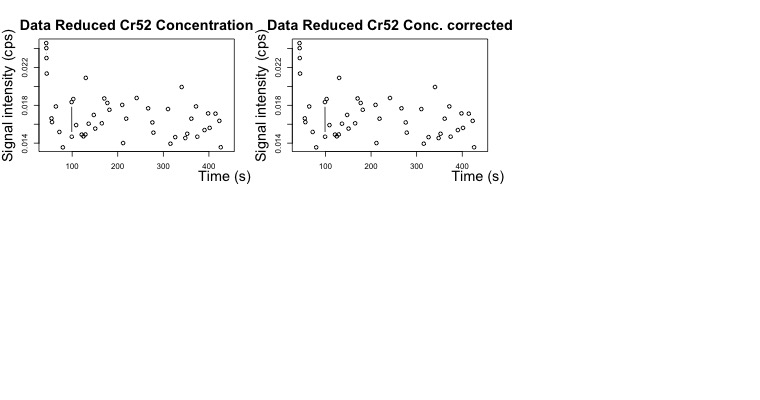 Data Reduced Cr52 Concentration
Signal intensity (cps)
0.014
0.018
0.022
100
200
300
400
Time (s)
Data Reduced Cr52 Conc. corrected
Signal intensity (cps)
0.014
0.018
0.022
100
200
300
400
Time (s)